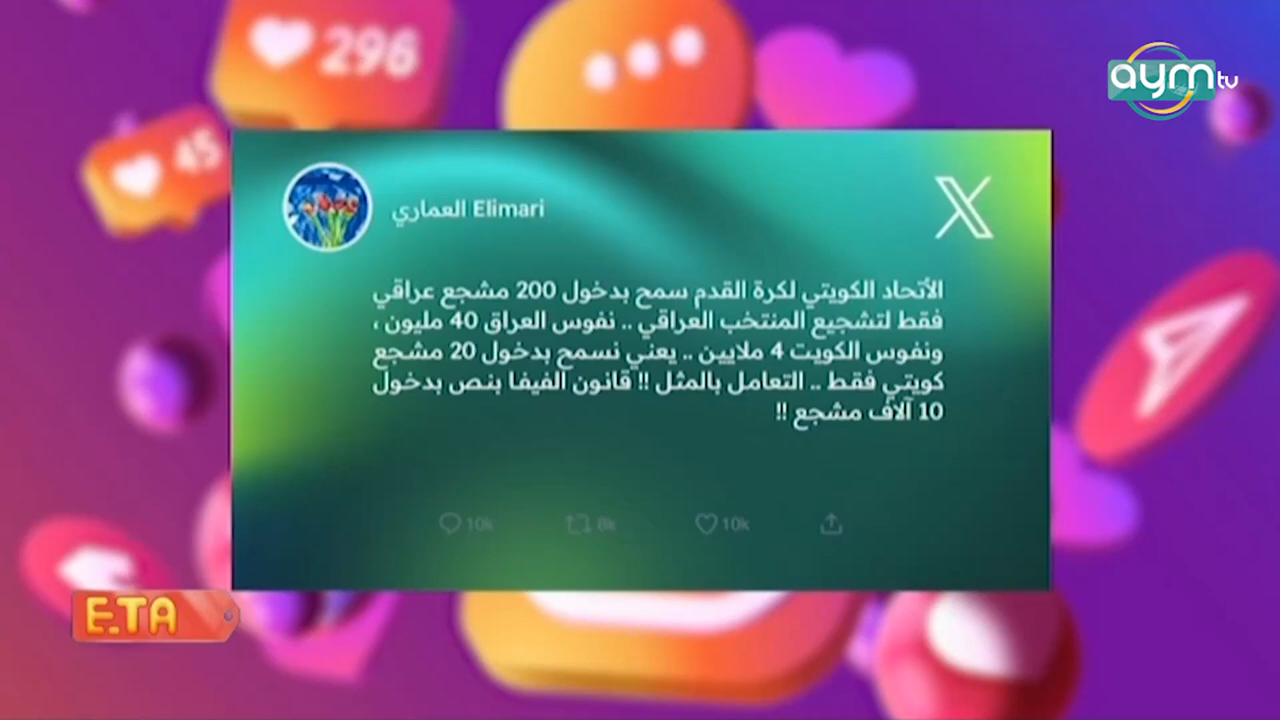 296
45
aym tv
العماري Elimari
X
الأتحاد الكويتي لكرة القدم سمح بدخول 200 مشجع عراقي
فقط لتشجيع المنتخب العراقي .. نفوس العراق 40 مليون ،
ونفوس الكويت 4 ملايين .. يعني نسمح بدخول 20 مشجع
كويتي فقط .. التعامل بالمثل !! قانون الفيفا بنص بدخول
10 آلاف مشجع !!
10k 8k 10k
E.TA